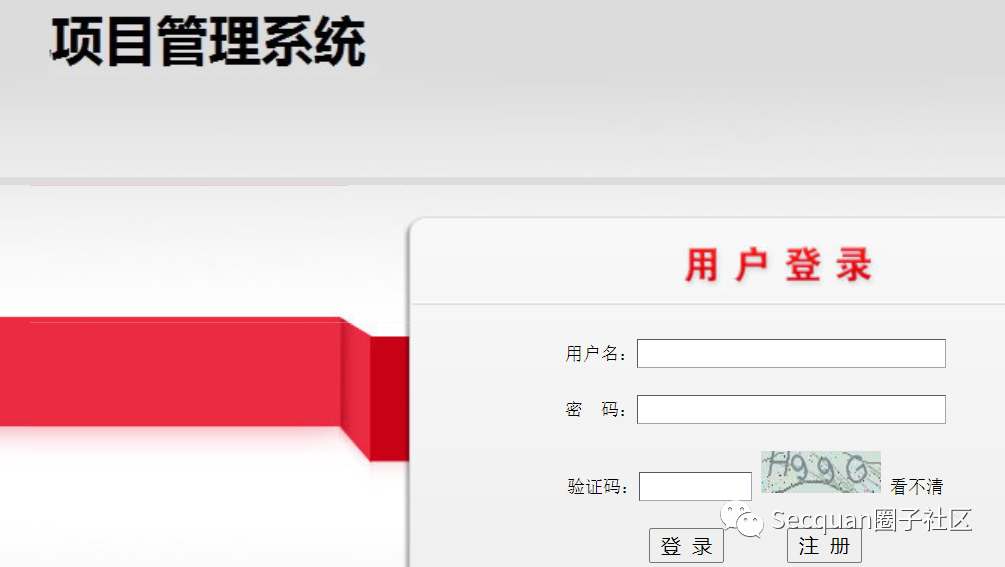 项目管理系统
用户登录
用户名：
密 码：
验证码： H99G 看不清
Secquan圈子社区
登 录 注 册